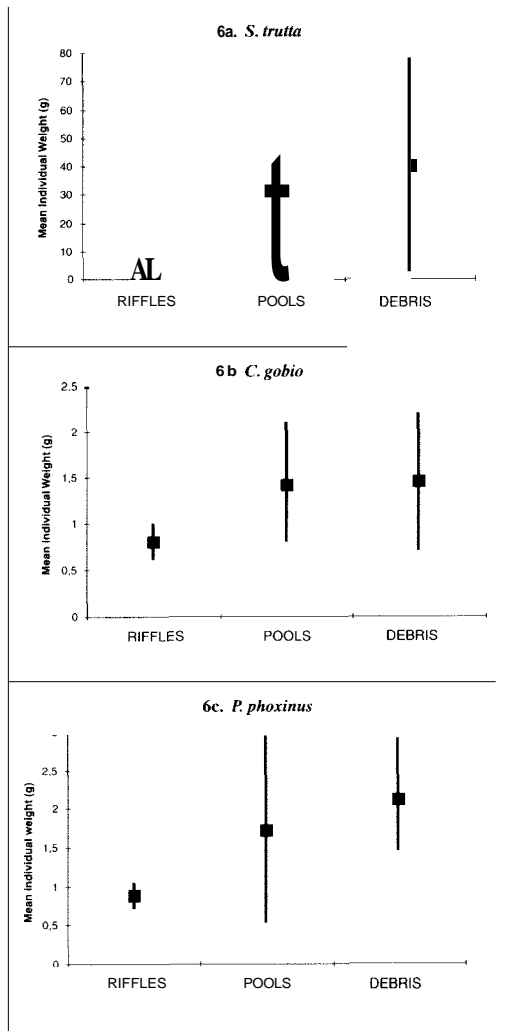 6a. S. trutta
Mean Individual Weight (g)
80
70
60
50
40
30
20
10
0
AL
t
RIFFLES POOLS DEBRIS
6 b C. gobio
Mean Individual Weight (g)
2.5
2
1,5
1
0,5
0
RIFFLES POOLS DEBRIS
6c. P. phoxinus
Mean individual weight (g)
2,5
2
1,5
1
0,5
0
RIFFLES POOLS DEBRIS